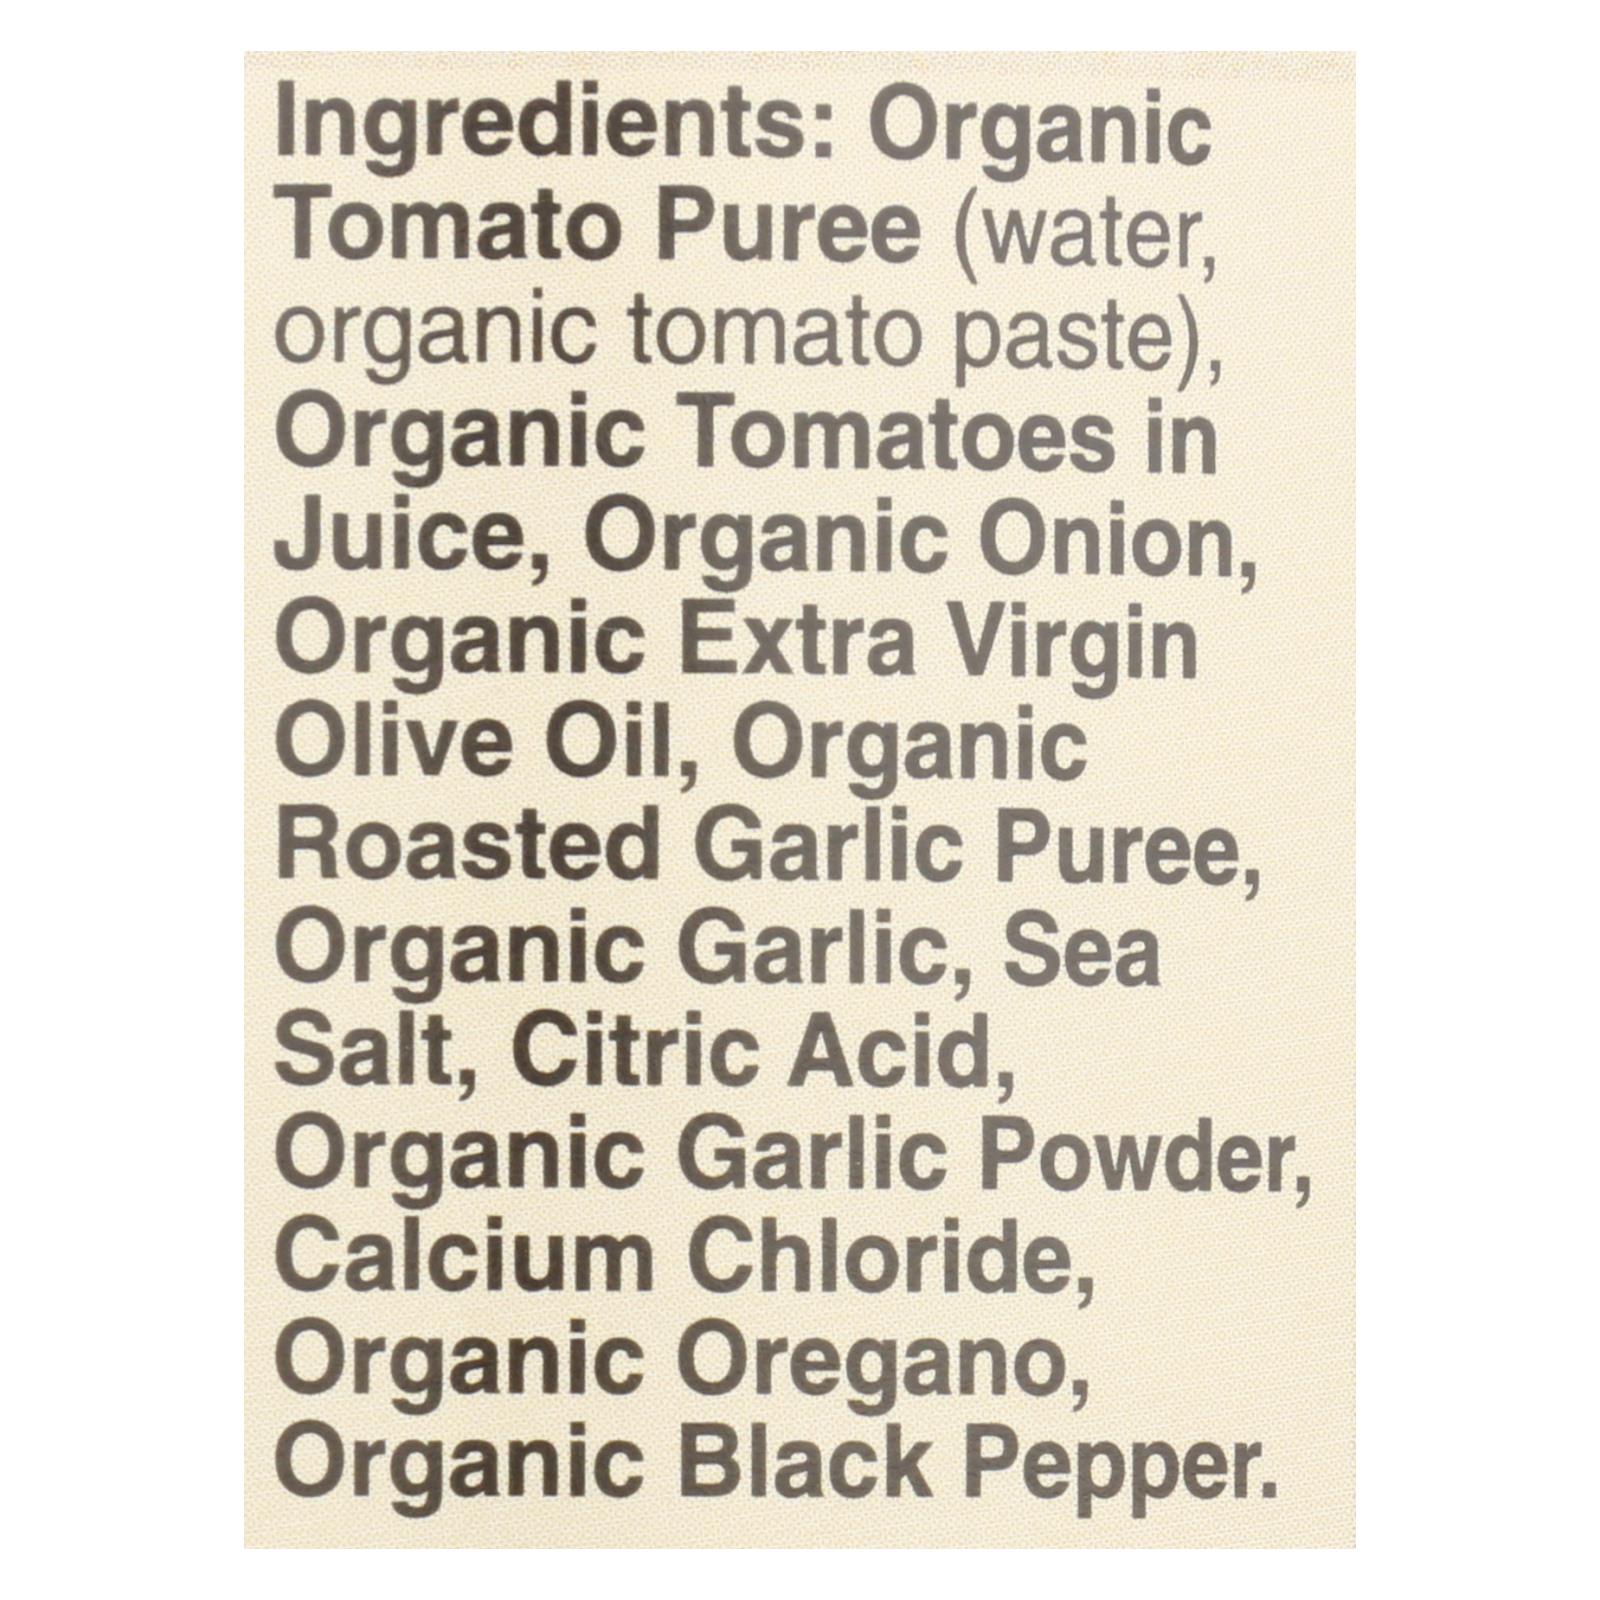 Ingredients: Organic
Tomato Puree (water,
organic tomato paste),
Organic Tomatoes in
Juice, Organic Onion,
Organic Extra Virgin
Olive Oil, Organic
Roasted Garlic Puree,
Organic Garlic, Sea
Salt, Citric Acid,
Organic Garlic Powder,
Calcium Chloride,
Organic Oregano,
Organic Black Pepper.